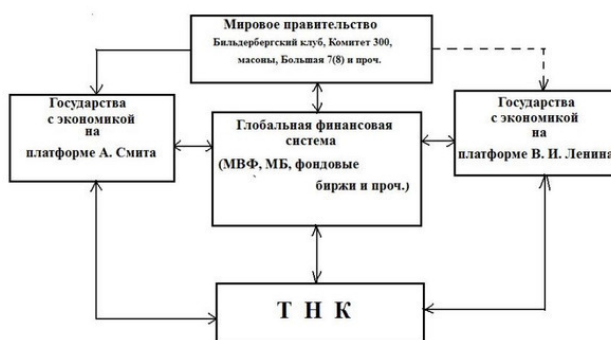 Мировое правительство
Бильдербергский клуб, Комитет 300,
масоны, Большая 7(8) и проч.
Государства
с экономикой
на
платформе А. Смита
Глобальная финансовая
система
(МВФ, МБ, фондовые
биржи и проч.)
Государства
с экономикой
на
платформе В. И. Ленина
Т Н К